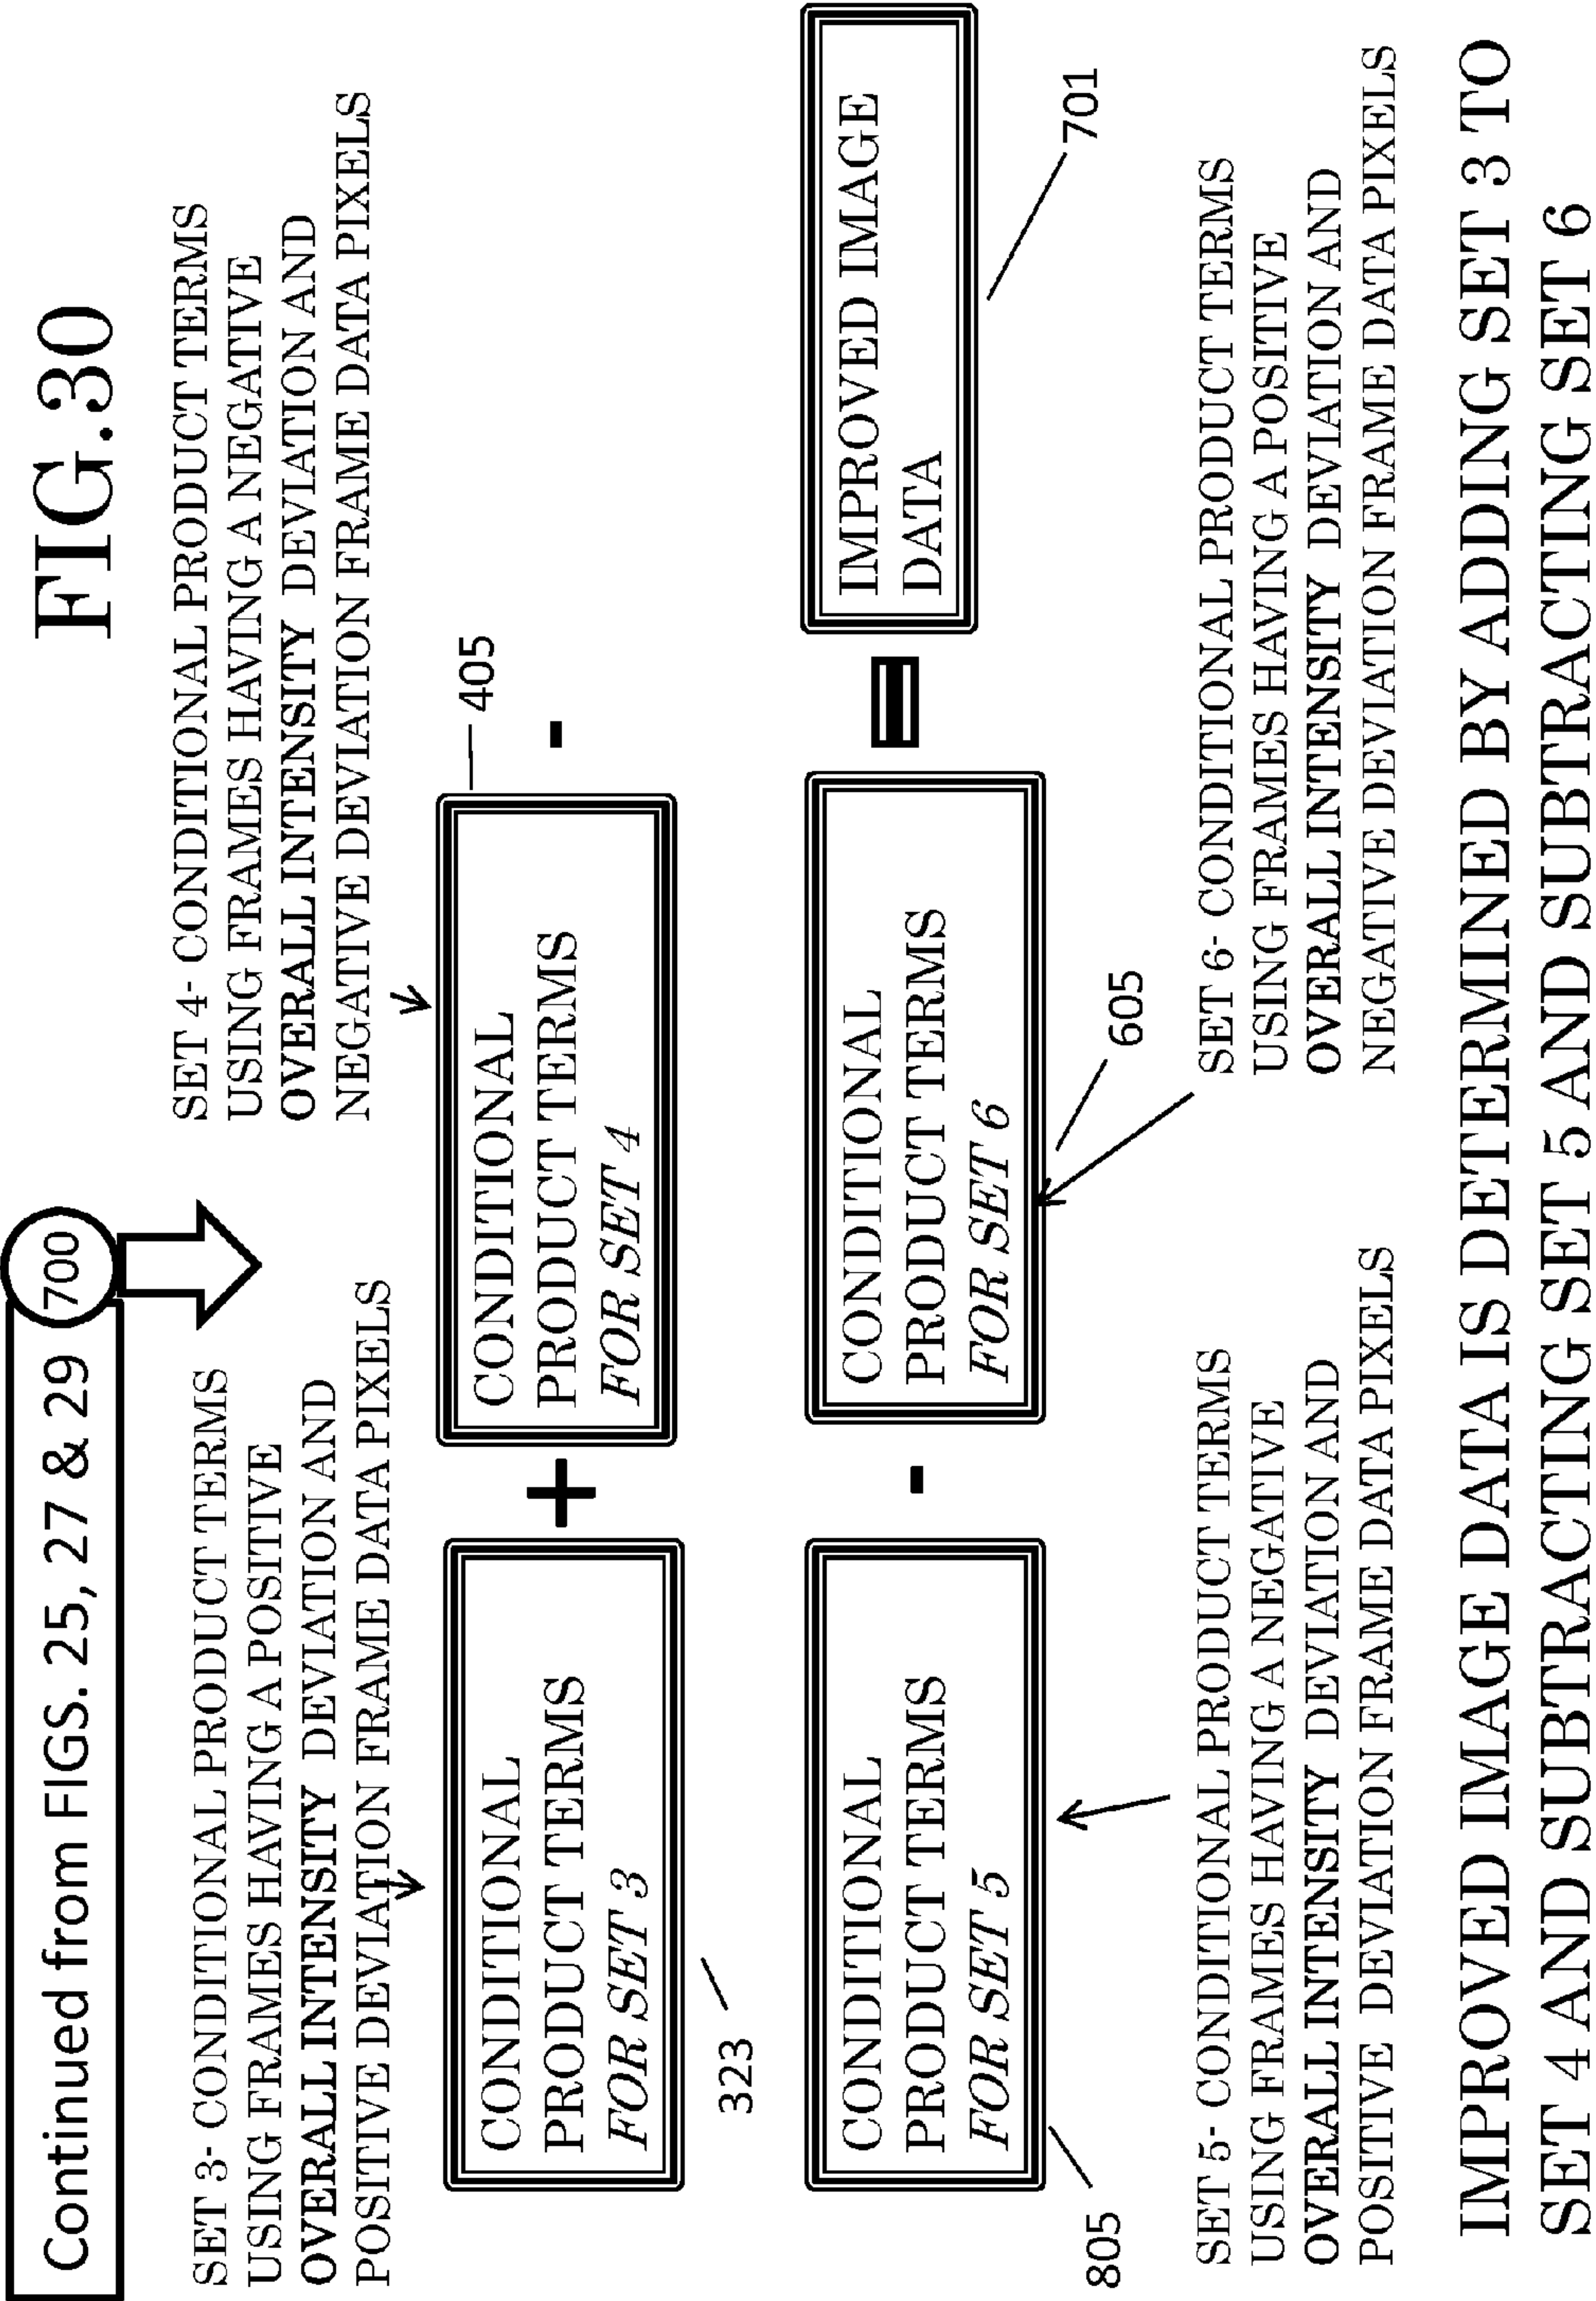 Continued from FIGS. 25, 27 & 29
700
FIG.30
SET 3- CONDITIONAL PRODUCT TERMS
USING FRAMES HAVING A POSITIVE
OVERALL INTENSITY DEVIATION AND
POSITIVE DEVIATION FRAME DATA PIXELS
SET 4- CONDITIONAL PRODUCT TERMS
USING FRAMES HAVING A NEGATIVE
OVERALL INTENSITY DEVIATION AND
NEGATIVE DEVIATION FRAME DATA PIXELS
CONDITIONAL
PRODUCT TERMS
FOR SET 3
+
CONDITIONAL
PRODUCT TERMS
FOR SET 4
-
405
323
CONDITIONAL
PRODUCT TERMS
FOR SET 5
-
CONDITIONAL
PRODUCT TERMS
FOR SET 6
=
IMPROVED IMAGE
DATA
805
605
701
SET 5- CONDITIONAL PRODUCT TERMS
USING FRAMES HAVING A NEGATIVE
OVERALL INTENSITY DEVIATION AND
POSITIVE DEVIATION FRAME DATA PIXELS
SET 6- CONDITIONAL PRODUCT TERMS
USING FRAMES HAVING A POSITIVE
OVERALL INTENSITY DEVIATION AND
NEGATIVE DEVIATION FRAME DATA PIXELS
IMPROVED IMAGE DATA IS DETERMINED BY ADDING SET 3 TO
SET 4 AND SUBTRACTING SET 5 AND SUBTRACTING SET 6